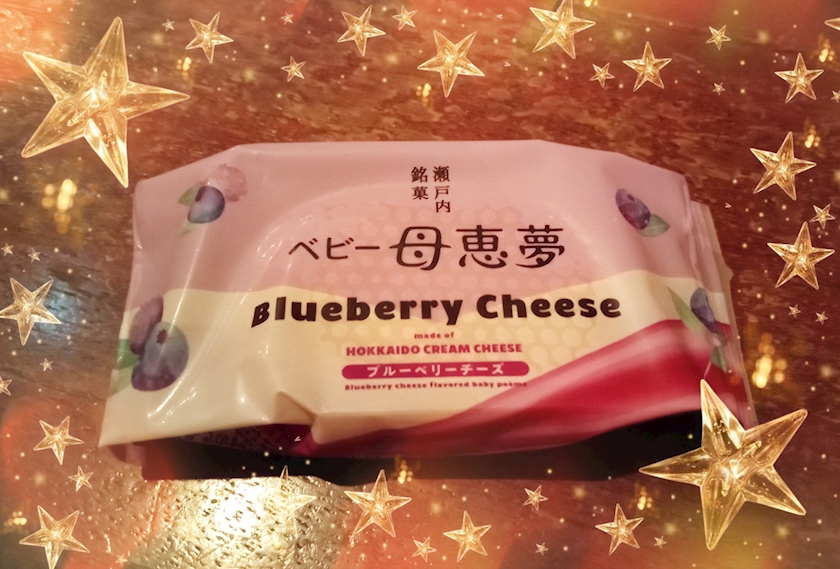 瀬戸内
銘菓
ベビー母恵夢
Blueberry Cheese
made of
HOKKAIDO CREAM CHEESE
ブルーベリーチーズ
Blueberry cheese flavored baby poème